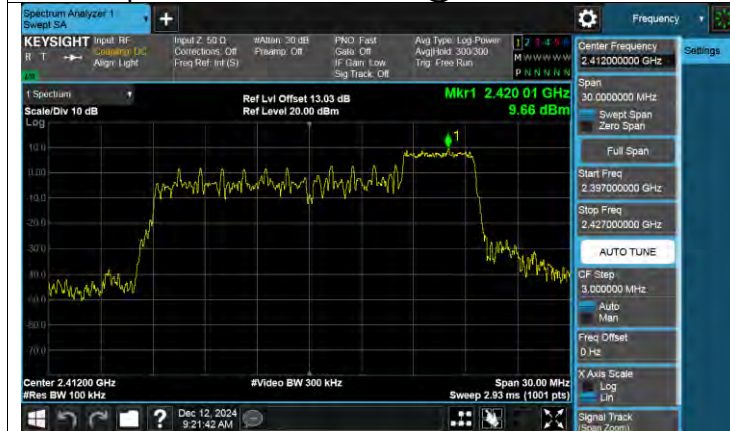 Spectrum Analyzer 1
Swept SA
Frequency
KEYSIGHT
R T
Input: RF
Coupling: DC
Align: Light
Input Z: 50 Ω
Corrections: Off
Freq Ref: Int (S)
#Atten: 30 dB
Preamp: Off
PNO: Fast
Gate: Off
IF Gain: Low
Sig Track: Off
Avg Type: Log-Power
Avg|Hold: 300/300
Trig: Free Run
1 2 3 4 5 6
M W W W W W
P N N N N N
1 Spectrum
Scale/Div 10 dB
Log
Ref Lvl Offset 13.03 dB
Ref Level 20.00 dBm
Mkr1 2.420 01 GHz
9.66 dBm
1
10.0
0.00
-10.0
-20.0
-30.0
-40.0
-50.0
-60.0
-70.0
Center 2.41200 GHz
#Res BW 100 kHz
#Video BW 300 kHz
Span 30.00 MHz
Sweep 2.93 ms (1001 pts)
Dec 12, 2024
9:21:42 AM
Center Frequency
2.412000000 GHz
Settings
Span
30.0000000 MHz
Swept Span
Zero Span
Full Span
Start Freq
2.397000000 GHz
Stop Freq
2.427000000 GHz
AUTO TUNE
CF Step
3.000000 MHz
Auto
Man
Freq Offset
0 Hz
X Axis Scale
Log
Lin
Signal Track
(Span Zoom)